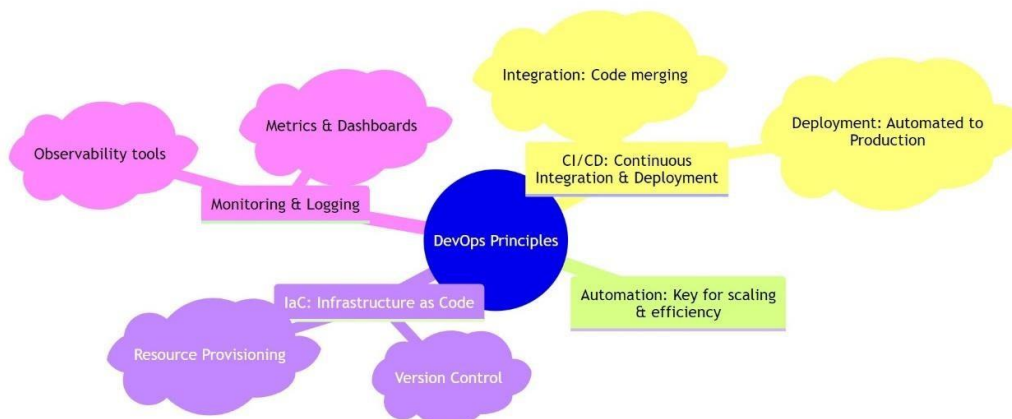 Integration: Code merging
Deployment: Automated to
Production
Metrics & Dashboards
Observability tools
CI/CD: Continuous
Integration & Deployment
Monitoring & Logging
DevOps Principles
IaC: Infrastructure as Code
Automation: Key for scaling
& efficiency
Resource Provisioning
Version Control